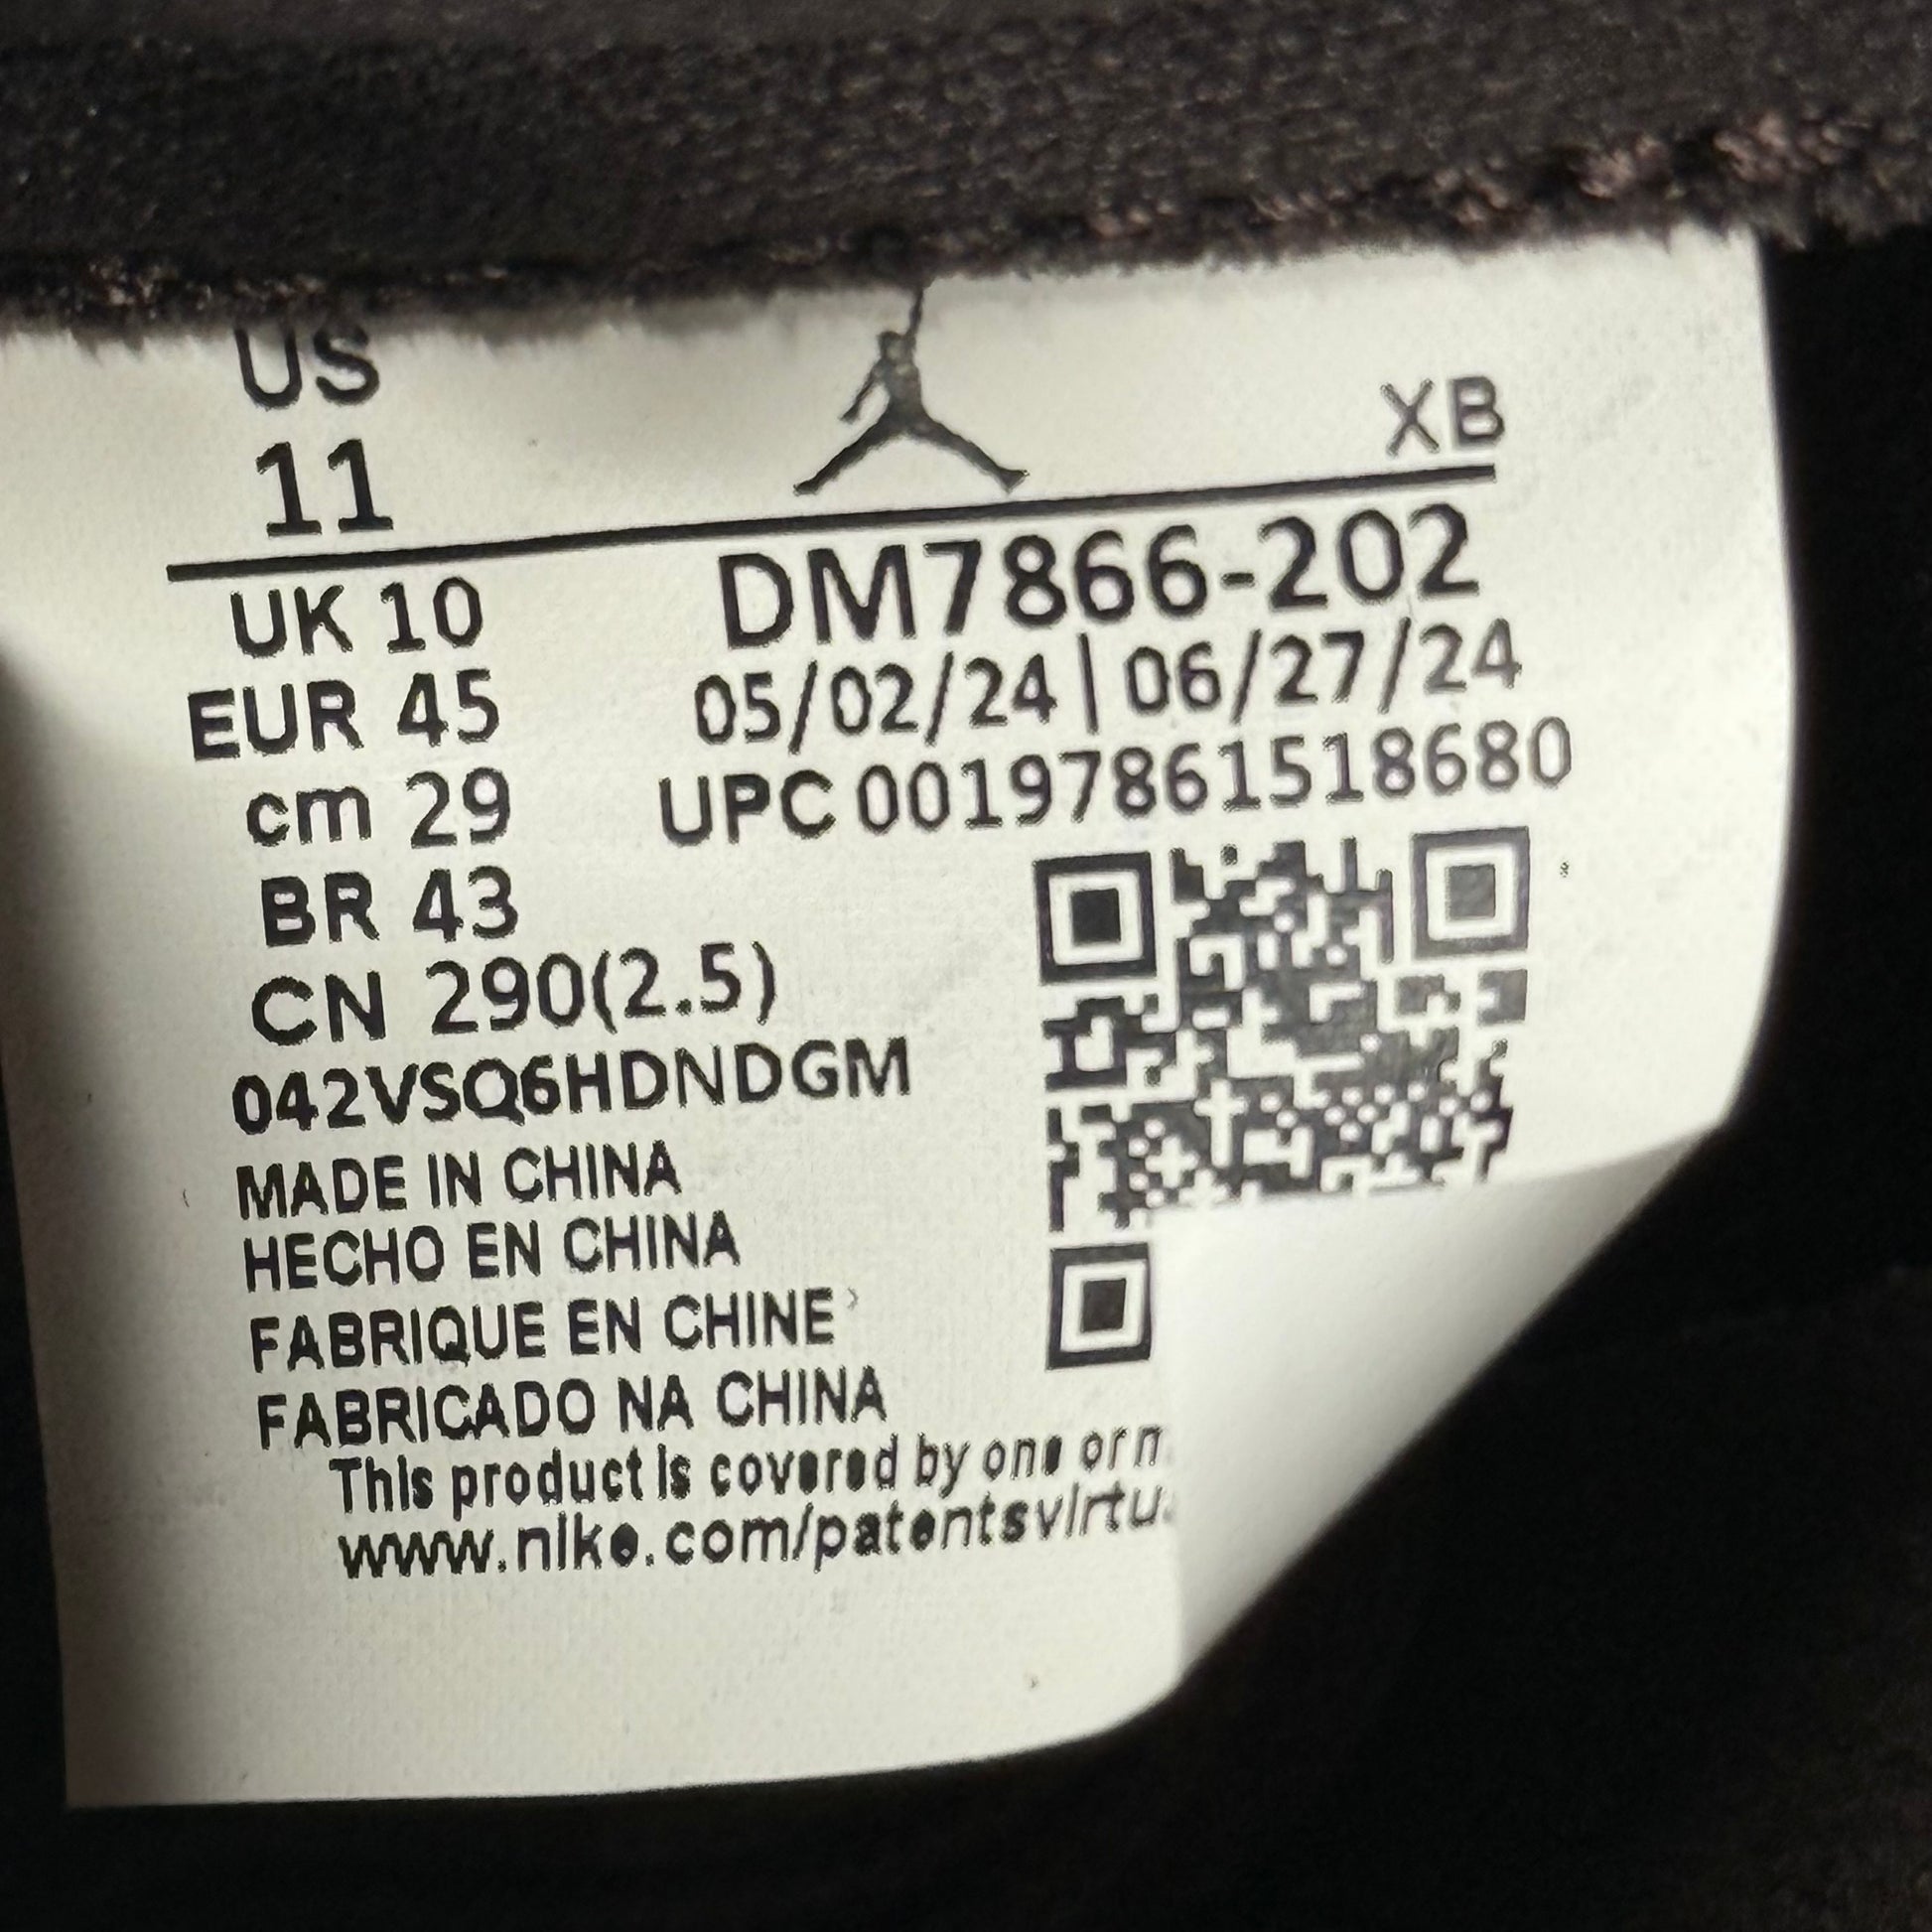 US
11
XB
UK 10
DM7866-202
EUR 45
05/02/24 | 06/27/24
cm 29
UPC 00197861518680
BR 43
CN 290(2.5)
042VSQ6HDNDGM
MADE IN CHINA
HECHO EN CHINA
FABRIQUE EN CHINE
FABRICADO NA CHINA
This product is covered by one or
www.nike.com/patentsvirtu